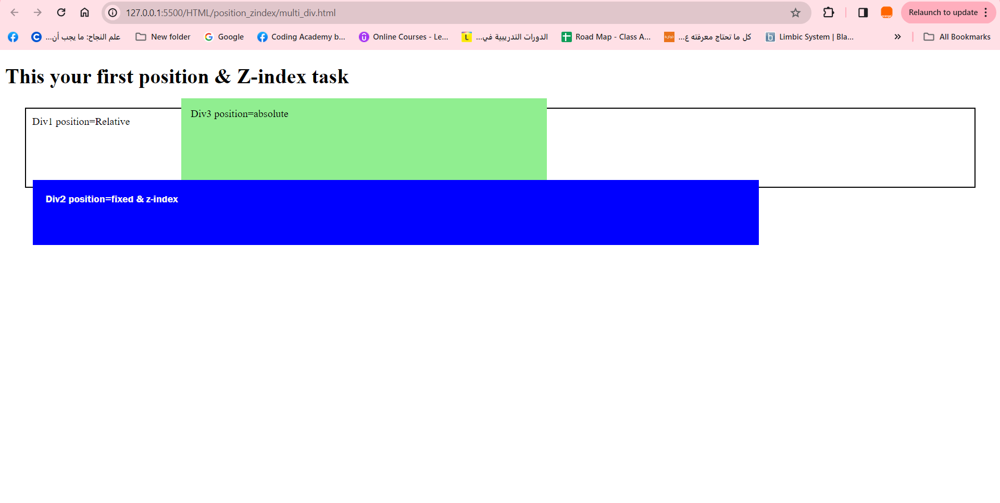 127.0.0.1:5500/HTML/position_zindex/multi_div.html
Relaunch to update
علم النجاح: ما يجب أن...
New folder
Google
Coding Academy b...
Online Courses - Le...
الدورات التدريبية في...
Road Map - Class A...
كل ما تحتاج معرفته ع...
Limbic System | Bla...
All Bookmarks
This your first position & Z-index task
Div1 position=Relative
Div3 position=absolute
Div2 position=fixed & z-index